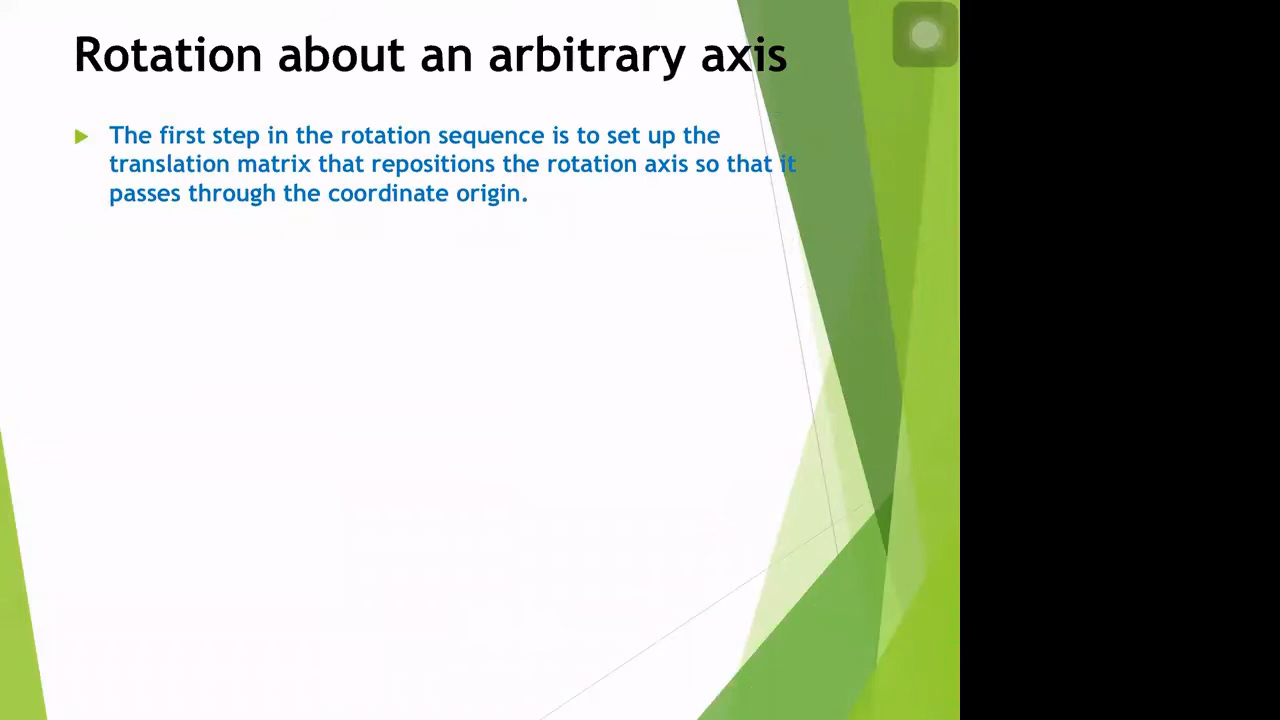 Rotation about an arbitrary axis
The first step in the rotation sequence is to set up the
translation matrix that repositions the rotation axis so that it
passes through the coordinate origin.